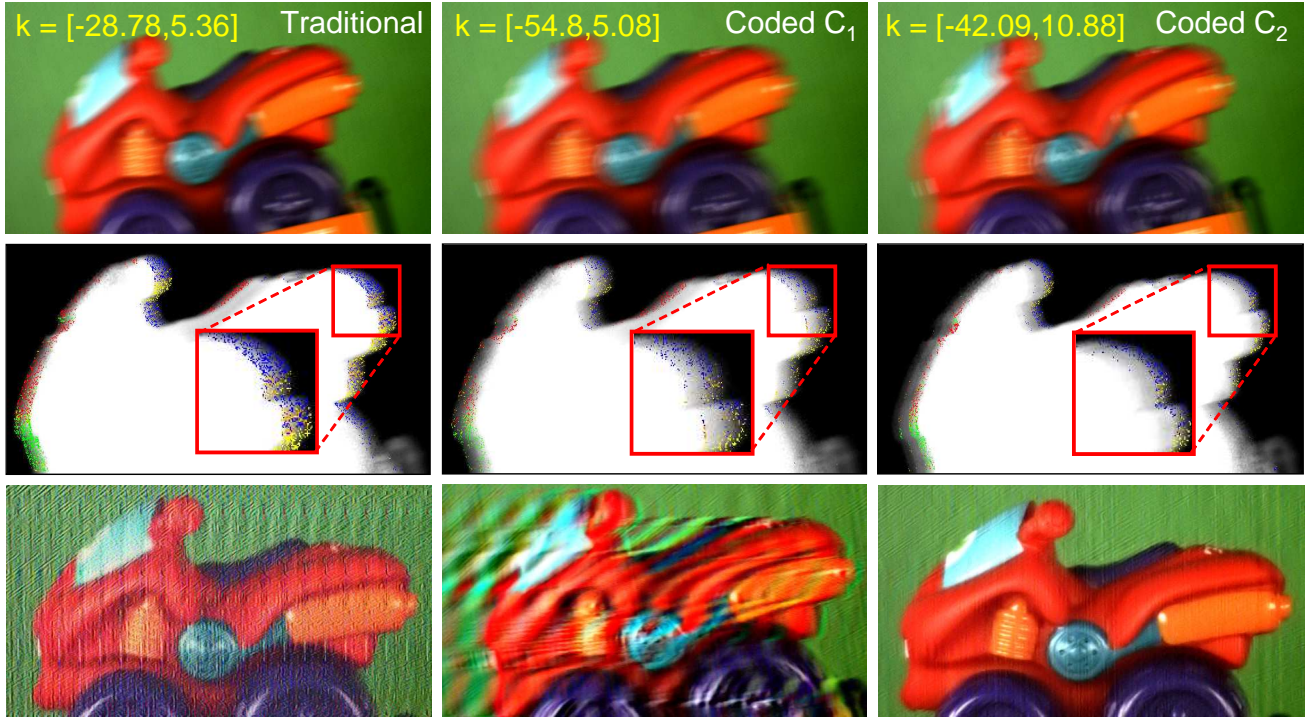 k = [-28.78,5.36] Traditional
k = [-54.8,5.08] Coded C₁
k = [-42.09,10.88] Coded C₂